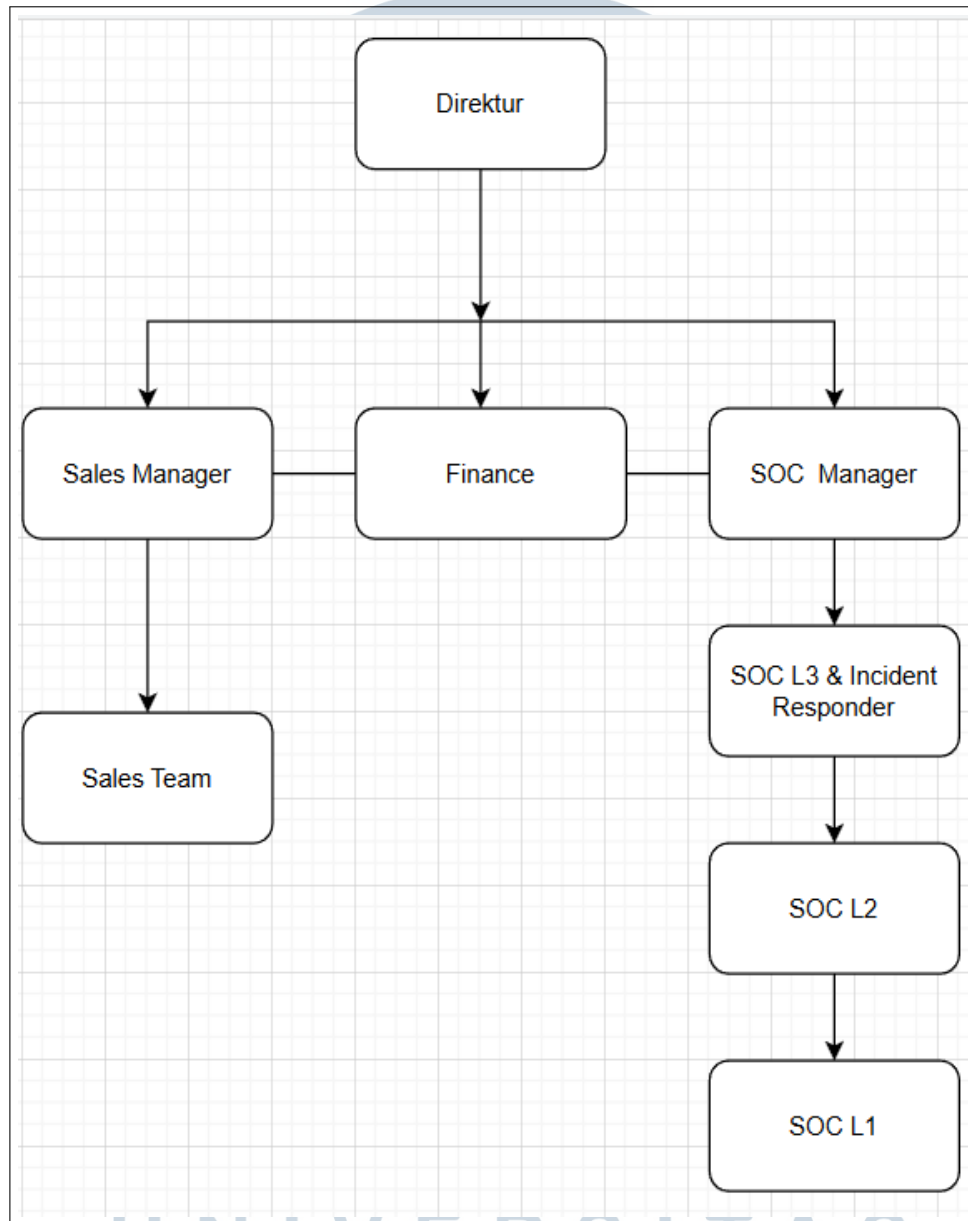 Direktur
Sales Manager
Finance
SOC  Manager
SOC L3 & Incident
Responder
Sales Team
SOC L2
SOC L1